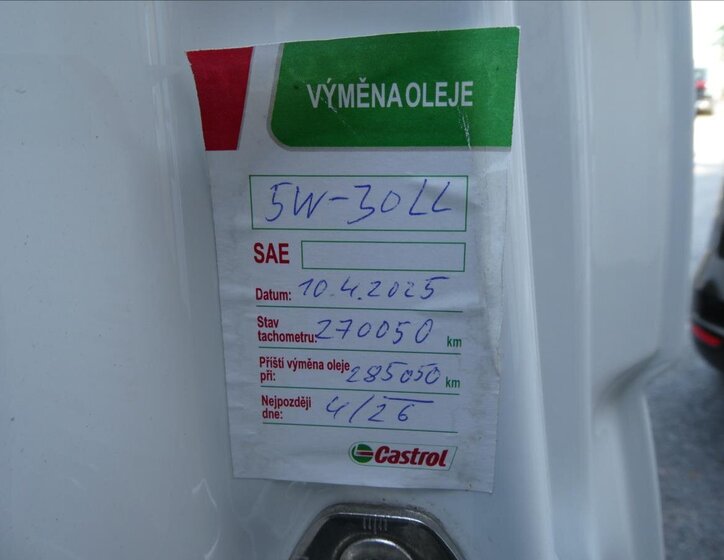 VÝMĚNA OLEJE
5W-30LL
SAE
Datum: 10.4.2025
Stav
tachometru: 270050 km
Příští výměna oleje
při: 285050 km
Nejpozději
dne: 4/26
Castrol